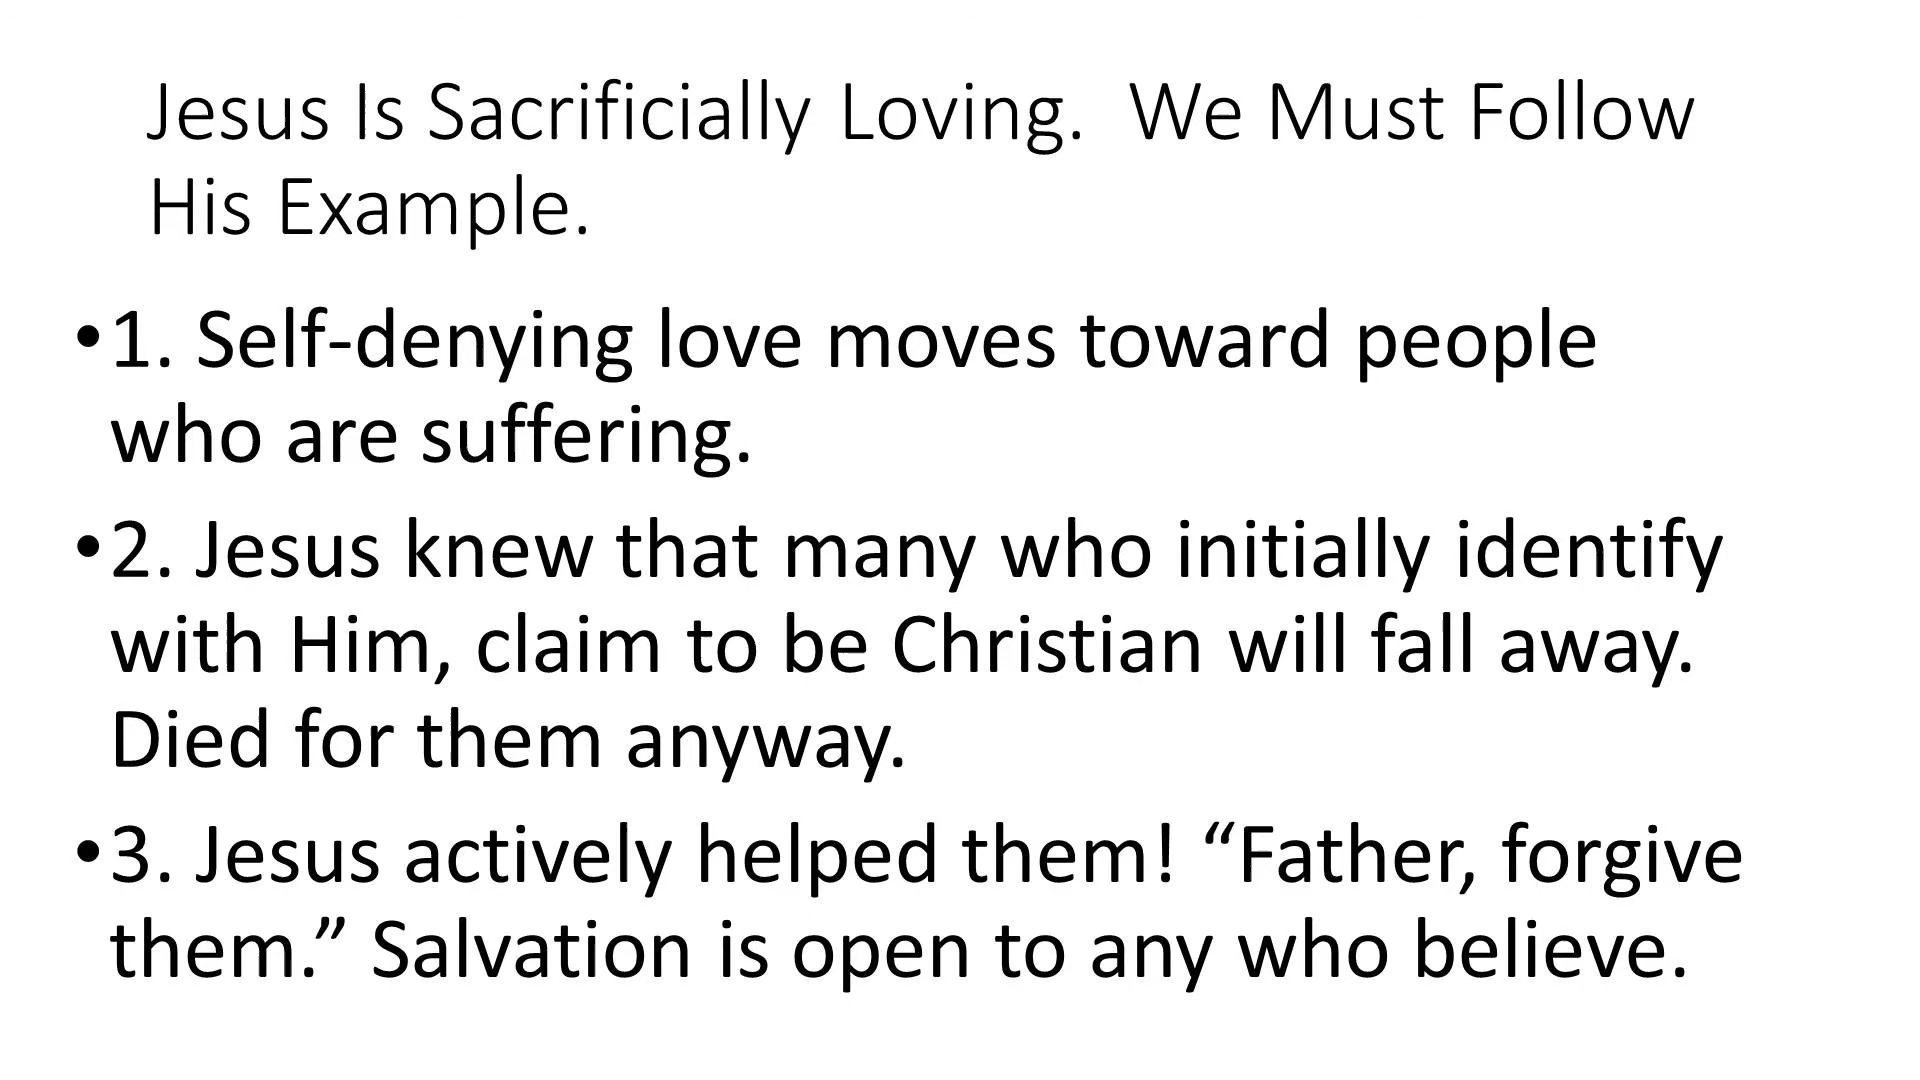 Jesus Is Sacrificially Loving.  We Must Follow
His Example.
•1. Self-denying love moves toward people
who are suffering.
•2. Jesus knew that many who initially identify
with Him, claim to be Christian will fall away.
Died for them anyway.
•3. Jesus actively helped them! “Father, forgive
them.” Salvation is open to any who believe.